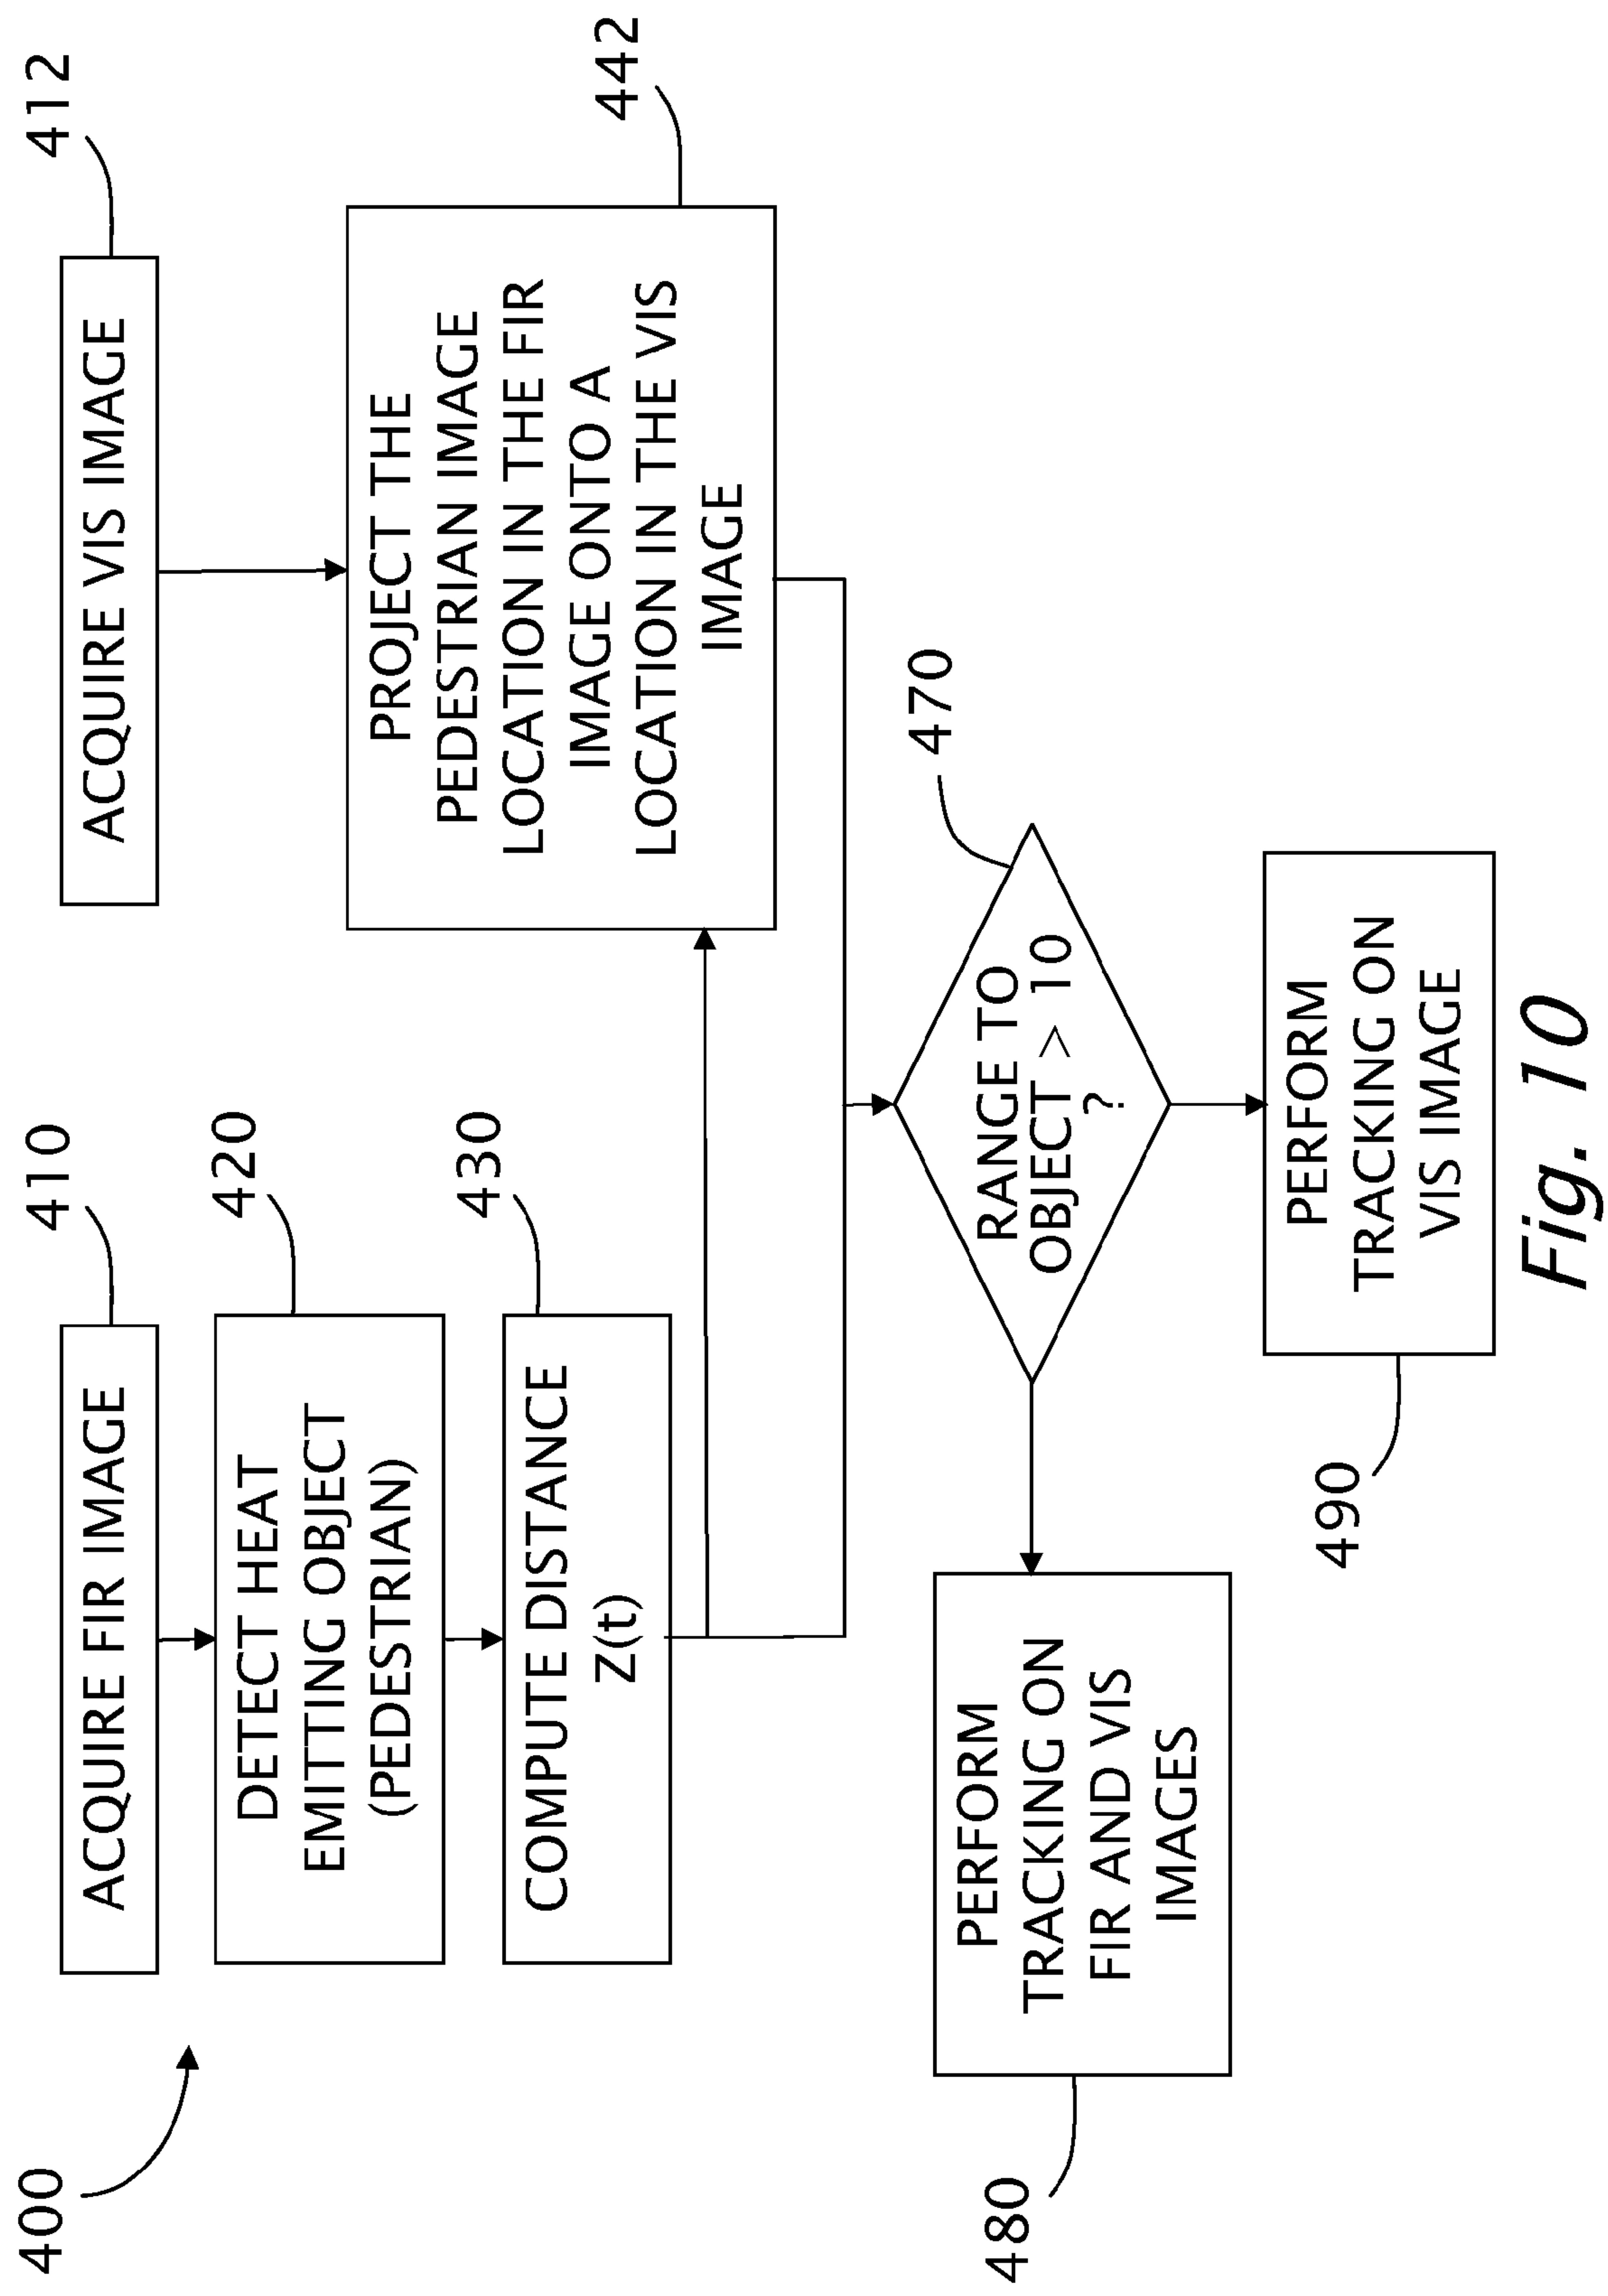 400
410
ACQUIRE FIR IMAGE
412
ACQUIRE VIS IMAGE
420
DETECT HEAT
EMITTING OBJECT
(PEDESTRIAN)
430
COMPUTE DISTANCE
Z(t)
442
PROJECT THE
PEDESTRIAN IMAGE
LOCATION IN THE FIR
IMAGE ONTO A
LOCATION IN THE VIS
IMAGE
470
RANGE TO
OBJECT > 10
?
480
PERFORM
TRACKING ON
FIR AND VIS
IMAGES
490
PERFORM
TRACKING ON
VIS IMAGE
Fig. 10